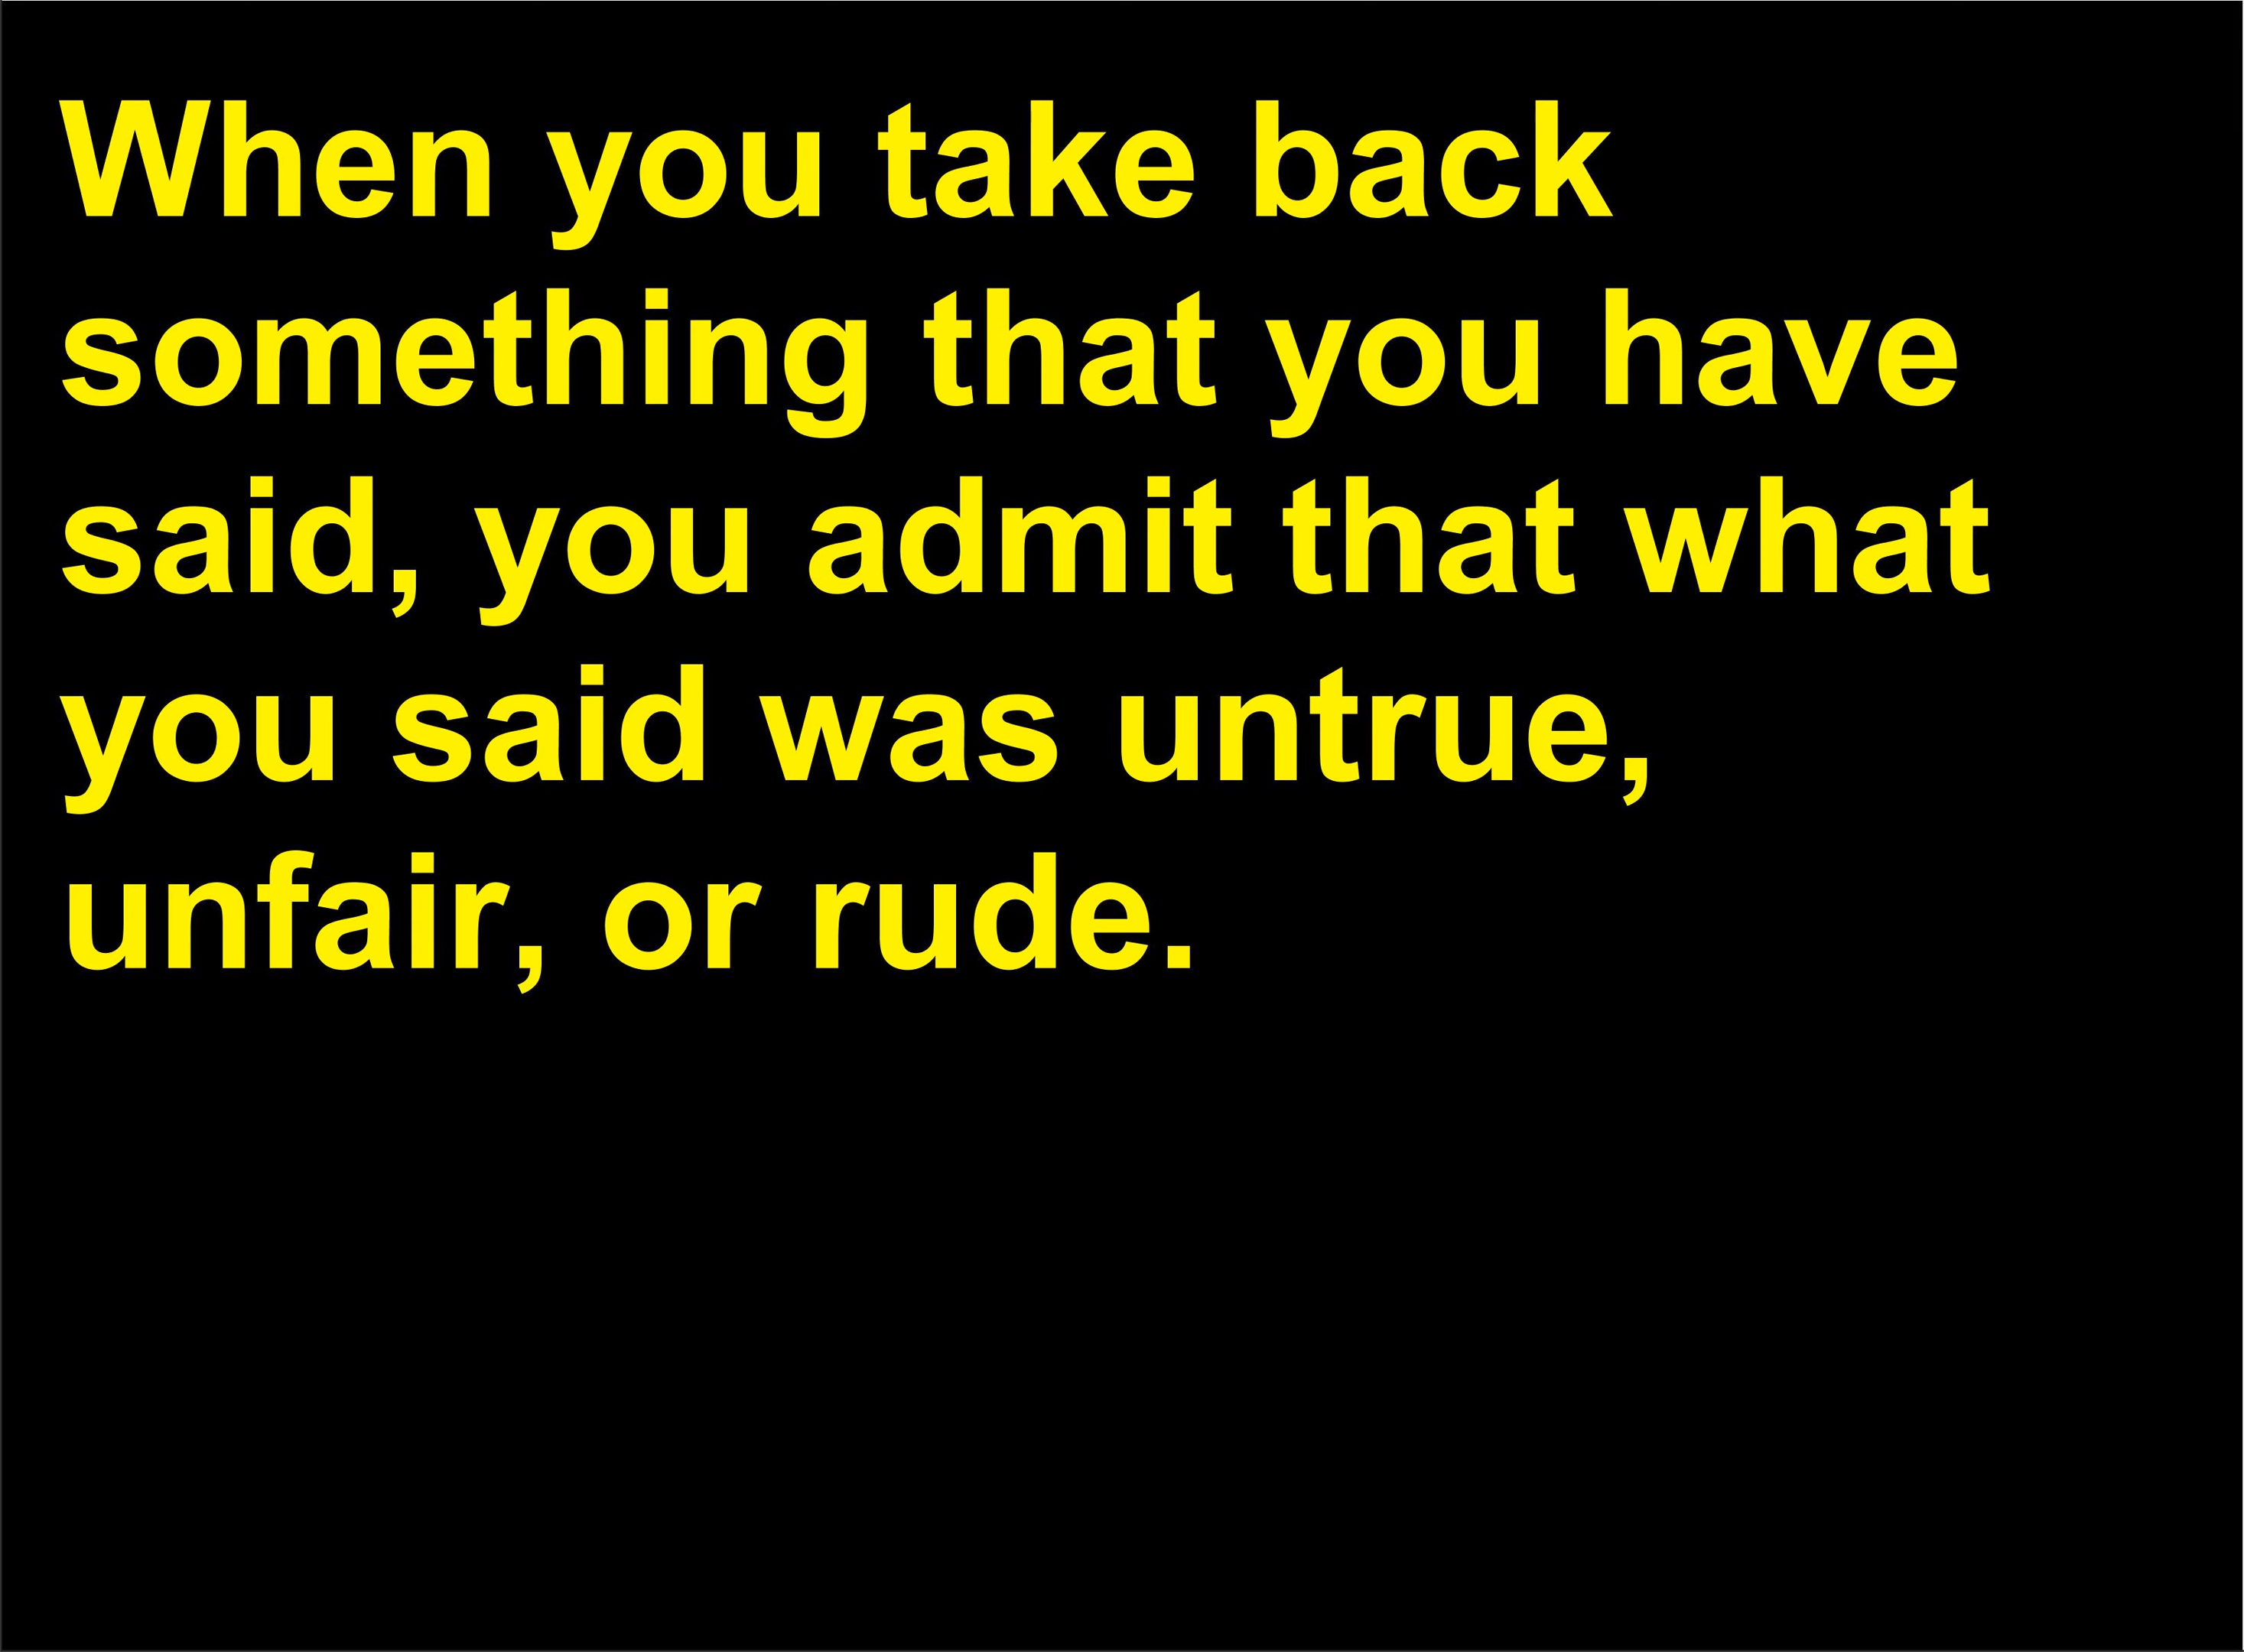 When you take back
something that you have
said, you admit that what
you said was untrue,
unfair, or rude.